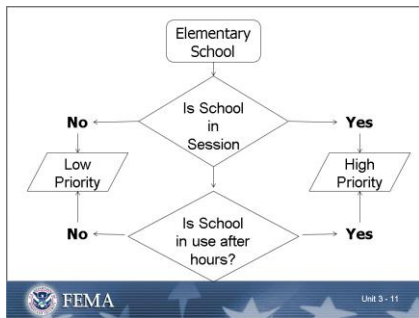 Elementary
School
No
Is School
in
Session
Yes
Low
Priority
High
Priority
No
Is School
in use after
hours?
Yes
FEMA
Unit 3 - 11